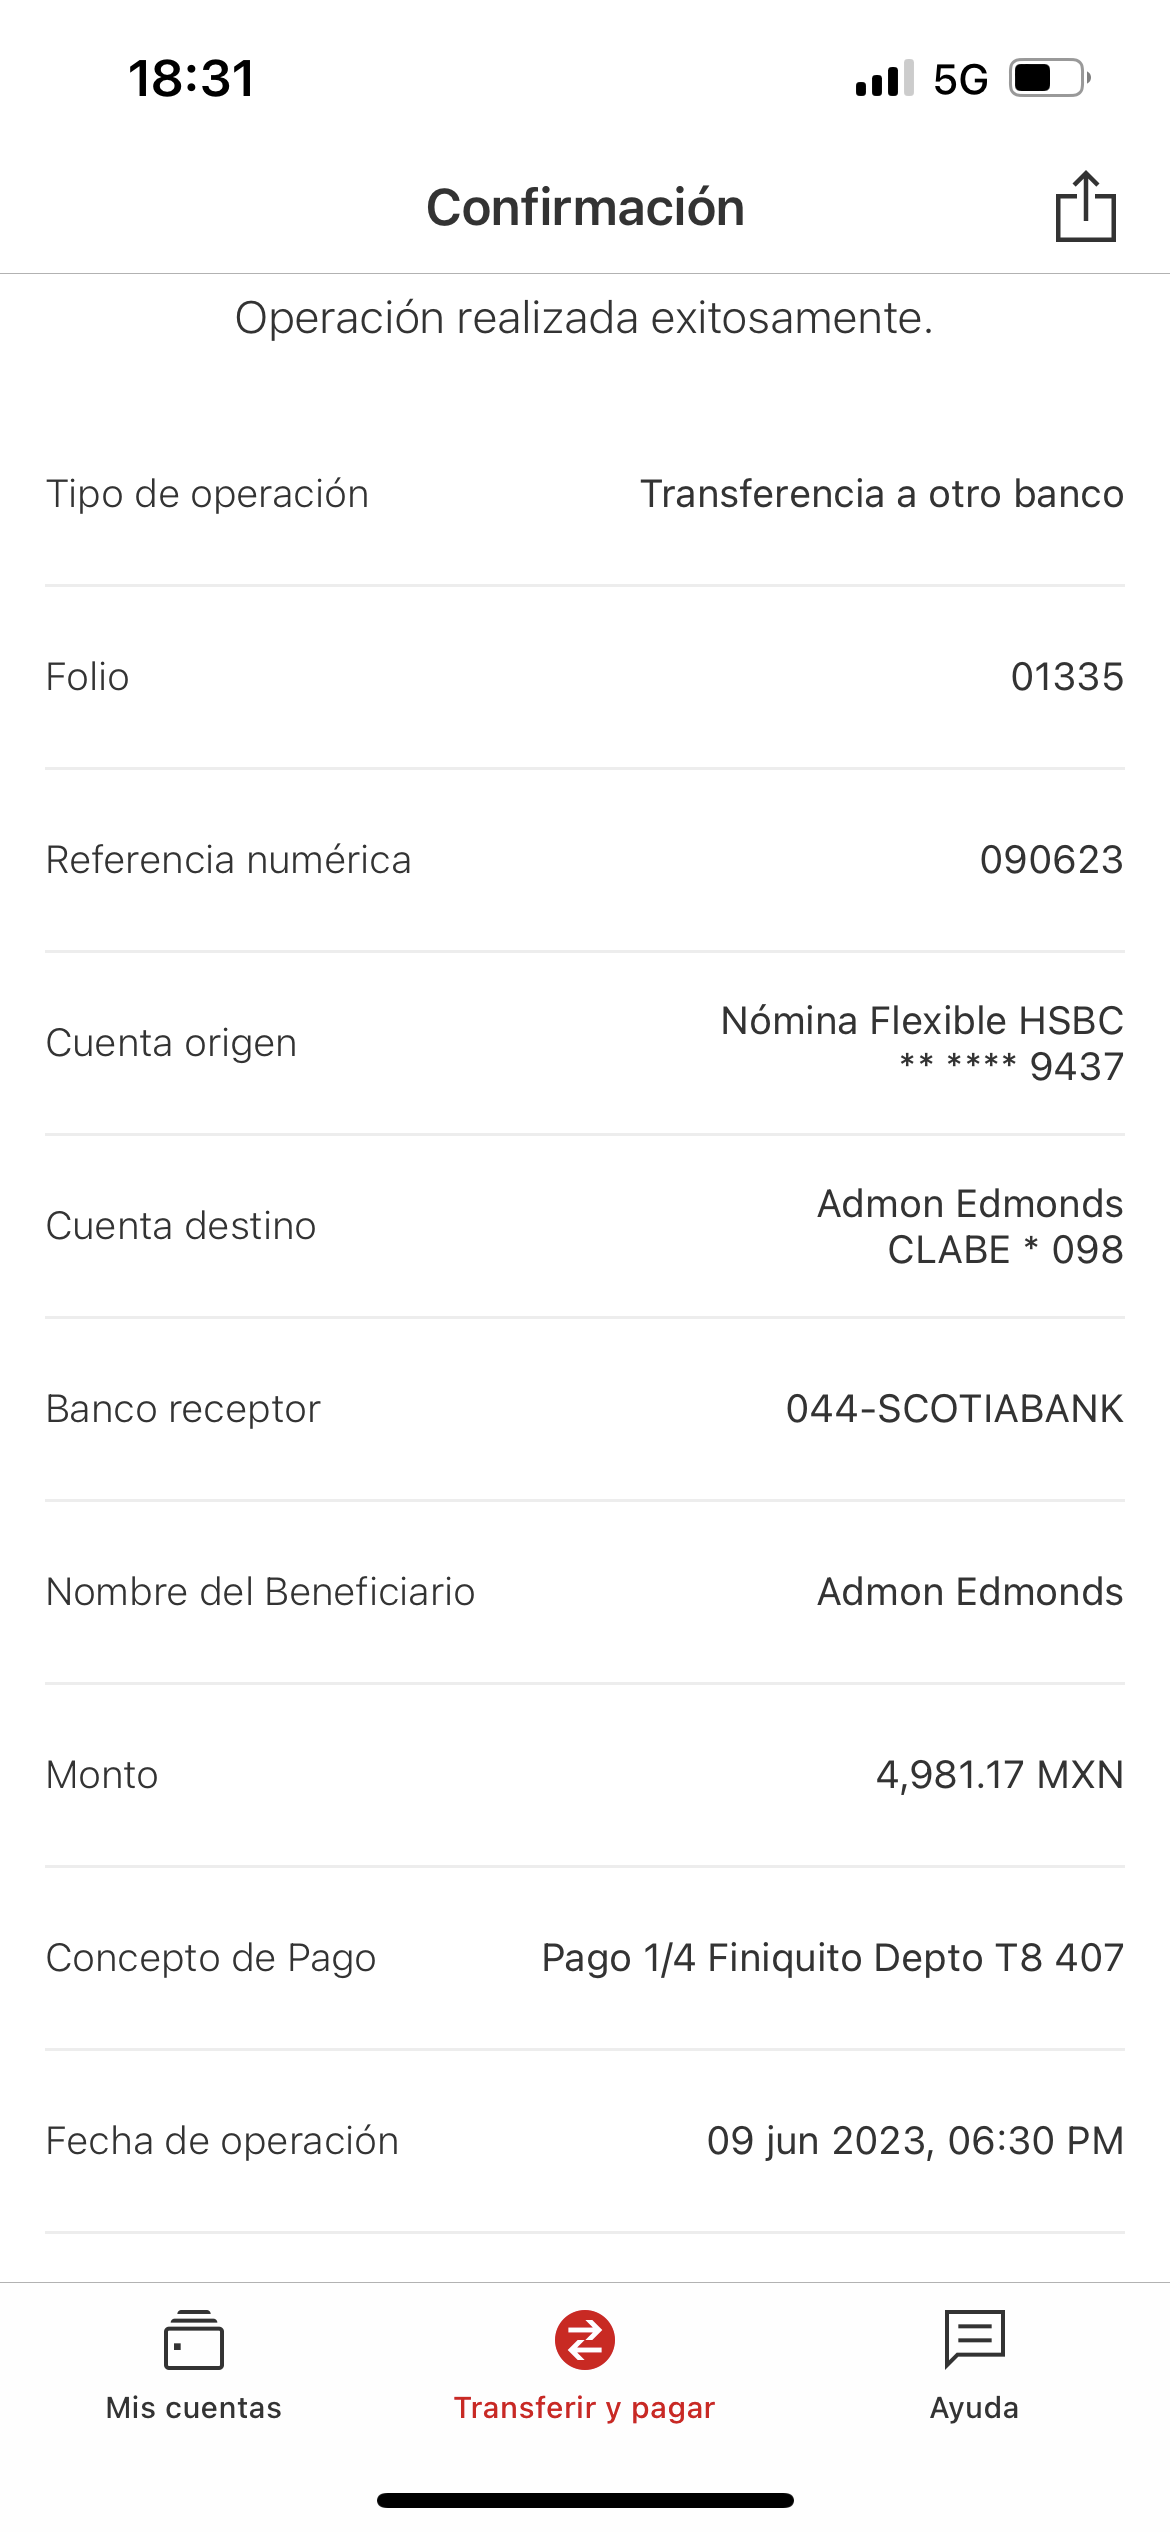 18:31
5G
Confirmación
Operación realizada exitosamente.
Tipo de operación Transferencia a otro banco
Folio 01335
Referencia numérica 090623
Cuenta origen Nómina Flexible HSBC
** **** 9437
Cuenta destino Admon Edmonds
CLABE * 098
Banco receptor 044-SCOTIABANK
Nombre del Beneficiario Admon Edmonds
Monto 4,981.17 MXN
Concepto de Pago Pago 1/4 Finiquito Depto T8 407
Fecha de operación 09 jun 2023, 06:30 PM
Mis cuentas
Transferir y pagar
Ayuda